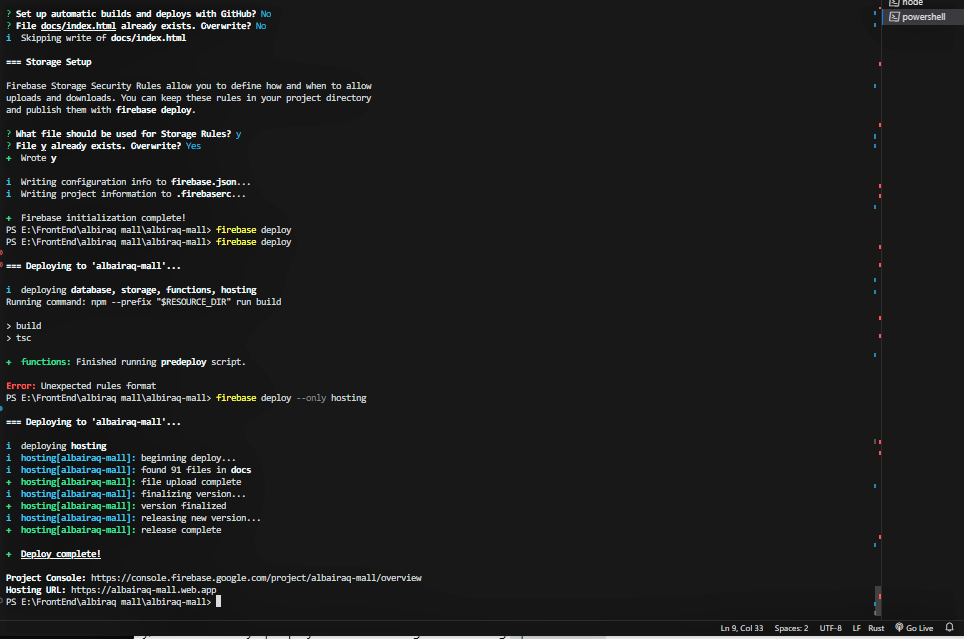 ? Set up automatic builds and deploys with GitHub? No
? File docs/index.html already exists. Overwrite? No
i  Skipping write of docs/index.html
=== Storage Setup
Firebase Storage Security Rules allow you to define how and when to allow
uploads and downloads. You can keep these rules in your project directory
and publish them with firebase deploy.
? What file should be used for Storage Rules? y
? File y already exists. Overwrite? Yes
+  Wrote y
i  Writing configuration info to firebase.json...
i  Writing project information to .firebaserc...
+  Firebase initialization complete!
PS E:\FrontEnd\albiraq mall\albairaq-mall> firebase deploy
PS E:\FrontEnd\albiraq mall\albairaq-mall> firebase deploy
=== Deploying to 'albairaq-mall'...
i  deploying database, storage, functions, hosting
Running command: npm --prefix "$RESOURCE_DIR" run build
> build
> tsc
+  functions: Finished running predeploy script.
Error: Unexpected rules format
PS E:\FrontEnd\albiraq mall\albairaq-mall> firebase deploy --only hosting
=== Deploying to 'albairaq-mall'...
i  deploying hosting
i  hosting[albairaq-mall]: beginning deploy...
i  hosting[albairaq-mall]: found 91 files in docs
+  hosting[albairaq-mall]: file upload complete
i  hosting[albairaq-mall]: finalizing version...
+  hosting[albairaq-mall]: version finalized
i  hosting[albairaq-mall]: releasing new version...
+  hosting[albairaq-mall]: release complete
+  Deploy complete!
Project Console: https://console.firebase.google.com/project/albairaq-mall/overview
Hosting URL: https://albairaq-mall.web.app
PS E:\FrontEnd\albiraq mall\albairaq-mall>
node
powershell
Ln 9, Col 33  Spaces: 2  UTF-8  LF  Rust  Go Live